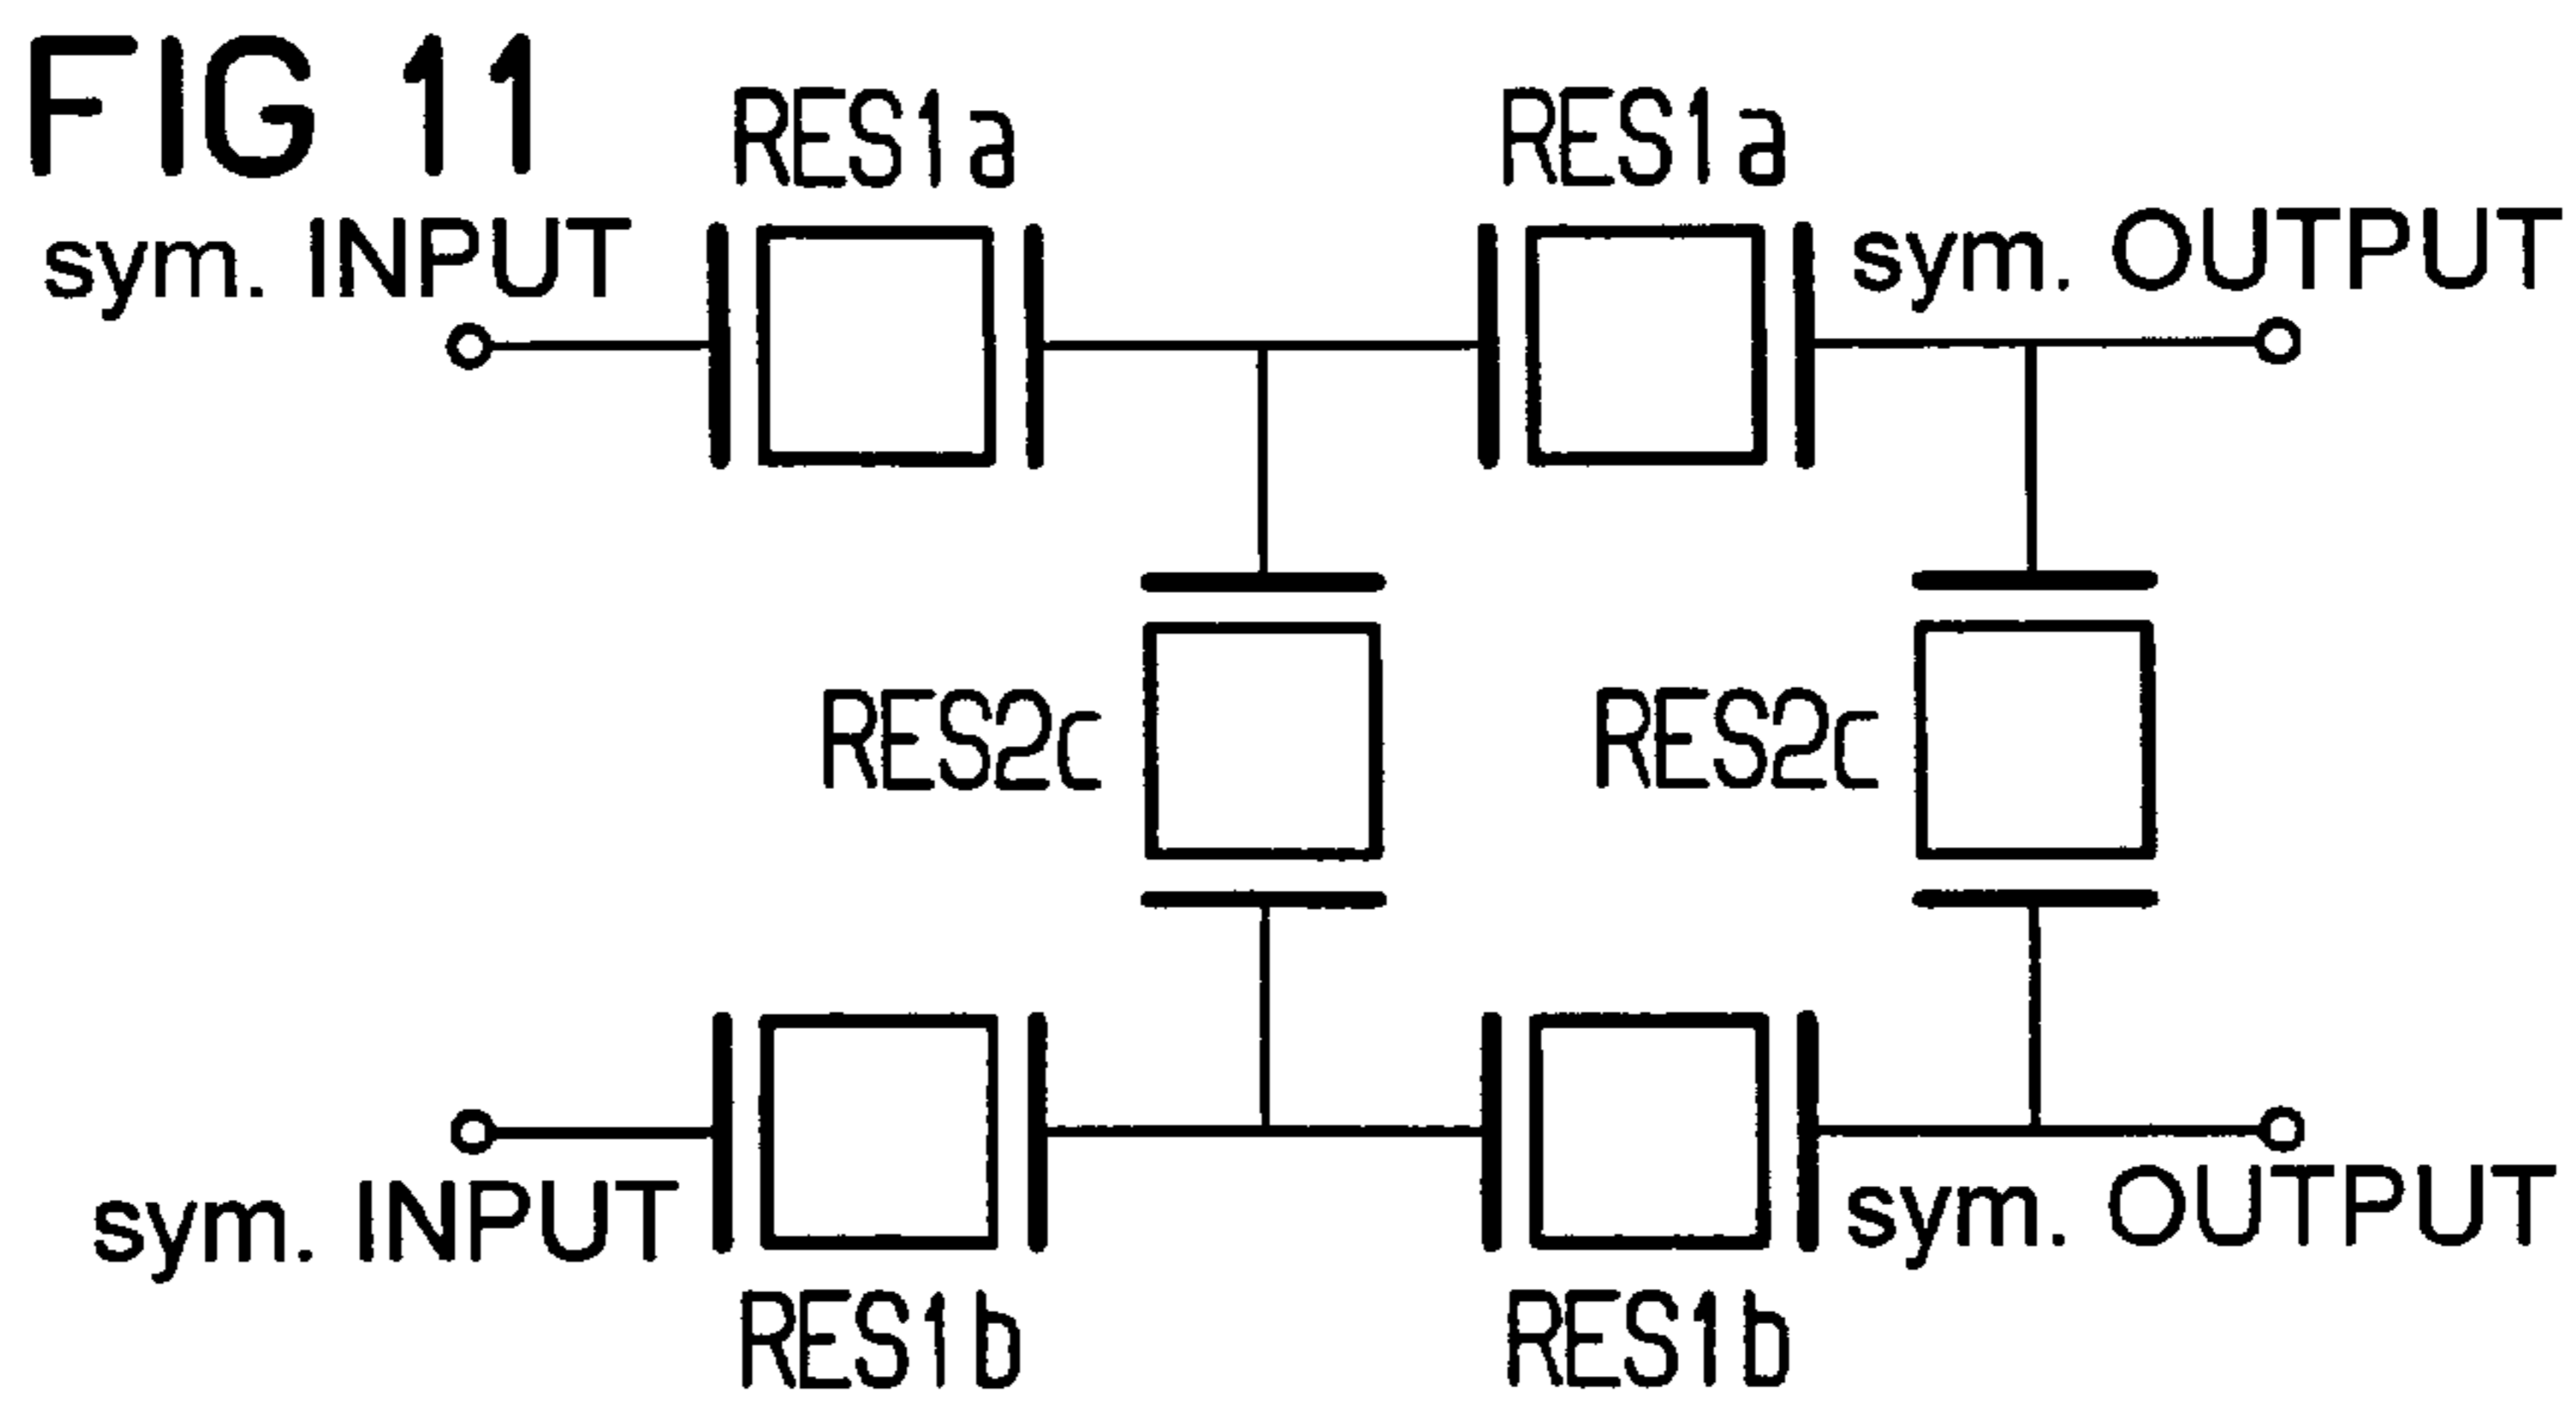 FIG 11
RES1a RES1a
sym. INPUT sym. OUTPUT
RES2c RES2c
sym. INPUT sym. OUTPUT
RES1b RES1b